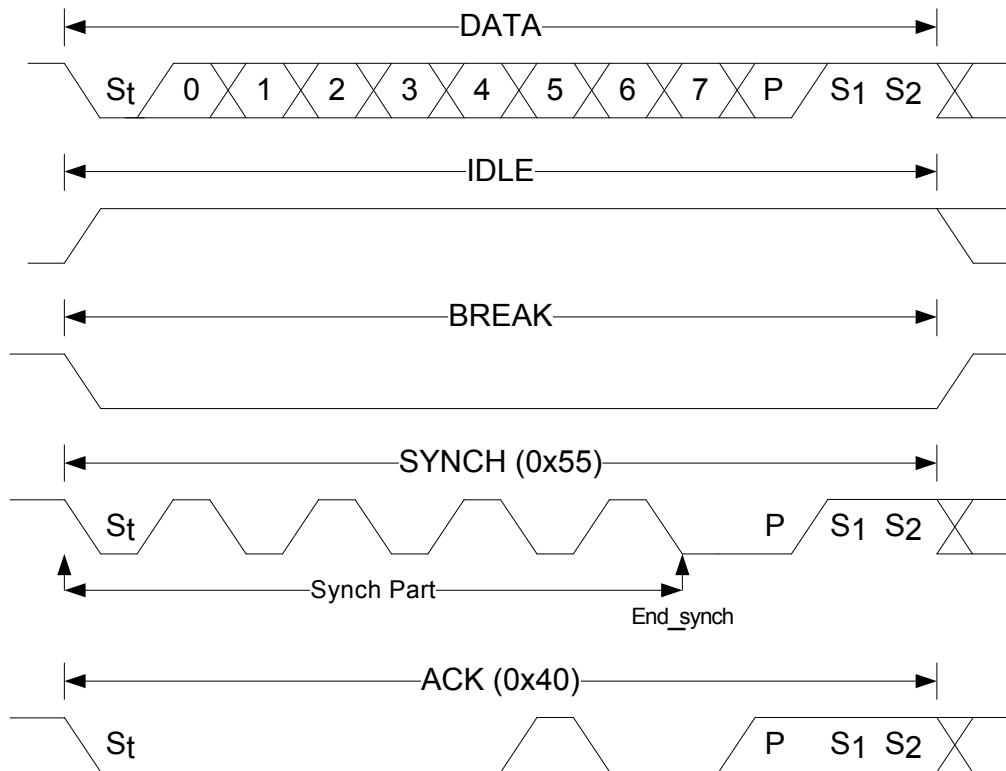 DATA
St 0 1 2 3 4 5 6 7 P S1 S2
IDLE
BREAK
SYNCH (0x55)
St P S1 S2
Synch Part
End_synch
ACK (0x40)
St P S1 S2